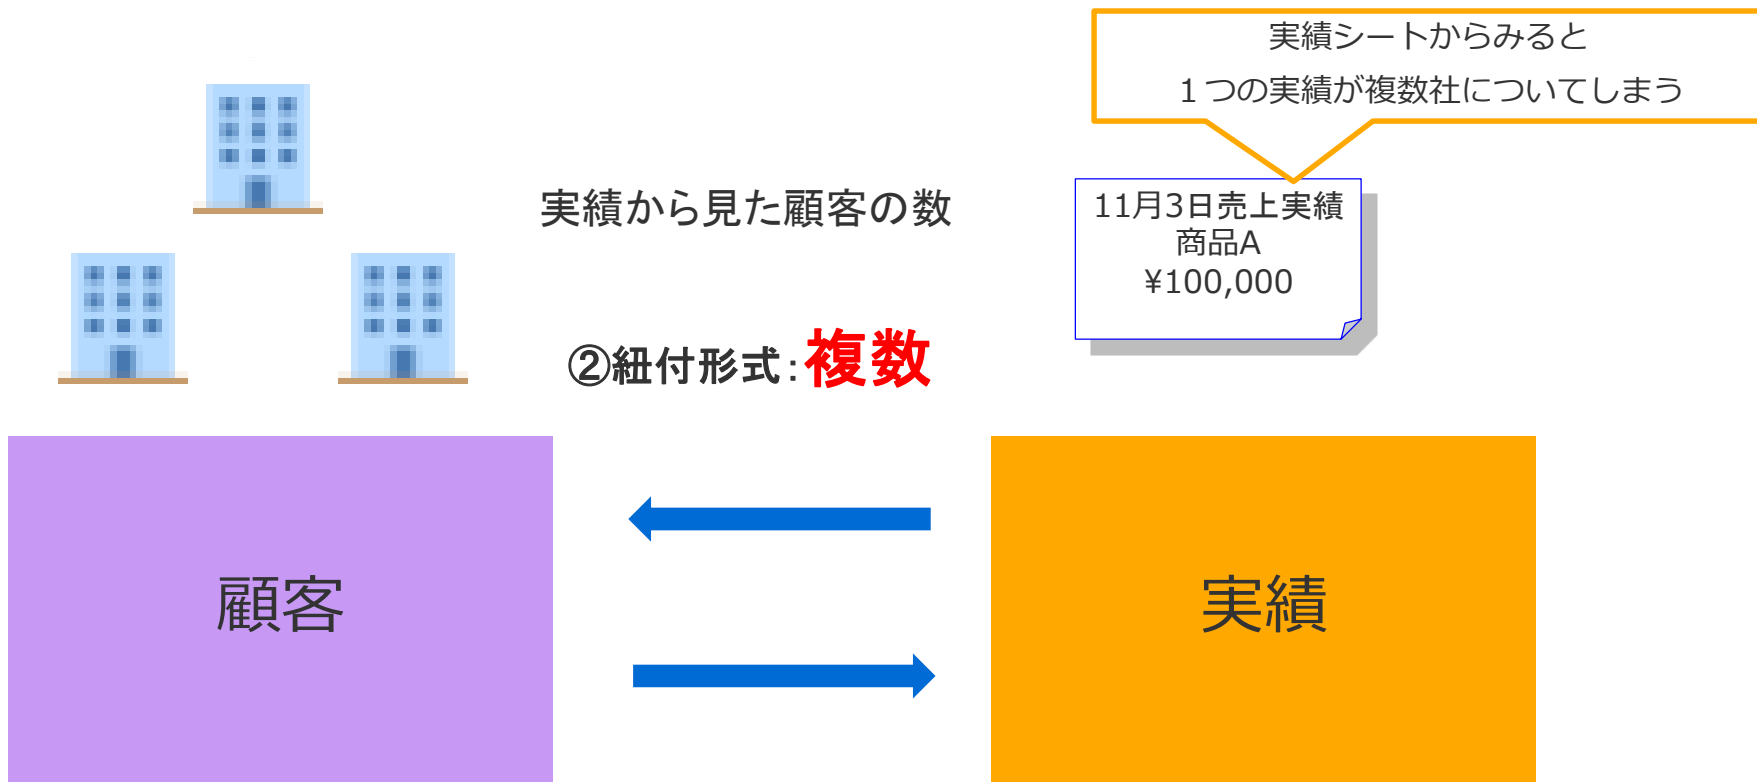 実績シートからみると
１つの実績が複数社についてしまう
実績から見た顧客の数
11月3日売上実績
商品A
¥100,000
②紐付形式：複数
顧客
実績